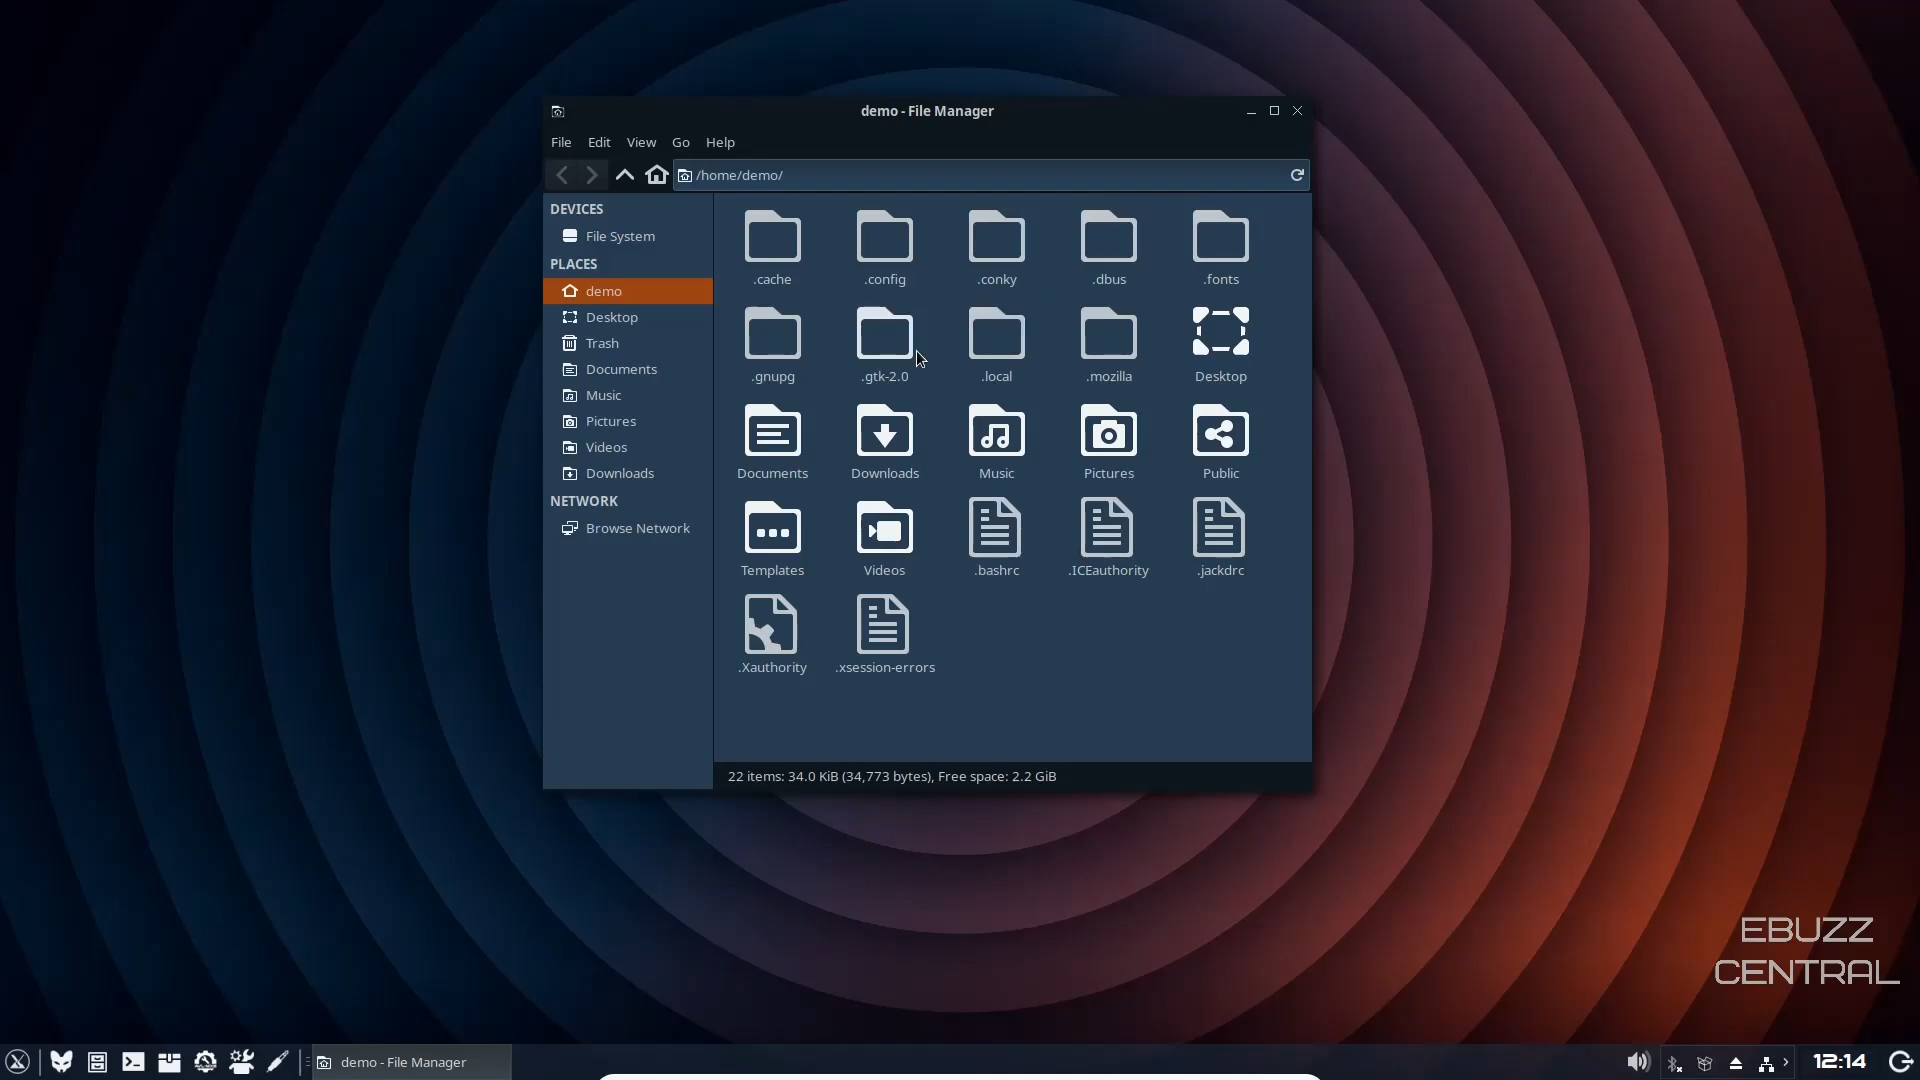 demo - File Manager
File Edit View Go Help
/home/demo/
DEVICES
File System
PLACES
demo
Desktop
Trash
Documents
Music
Pictures
Videos
Downloads
NETWORK
Browse Network
.cache .config .conky .dbus .fonts
.gnupg .gtk-2.0 .local .mozilla Desktop
Documents Downloads Music Pictures Public
Templates Videos .bashrc .ICEauthority .jackdrc
.Xauthority .xsession-errors
22 items: 34.0 KiB (34,773 bytes), Free space: 2.2 GiB
EBUZZ
CENTRAL
demo - File Manager
12:14